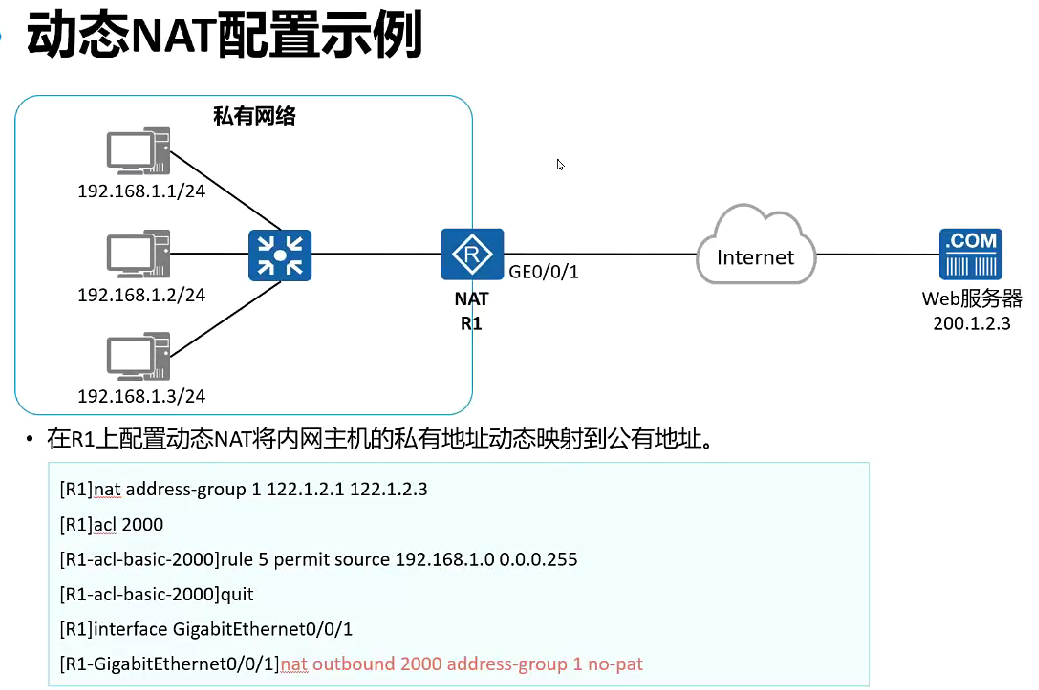 动态NAT配置示例
私有网络
192.168.1.1/24
192.168.1.2/24
192.168.1.3/24
R
NAT
R1
GE0/0/1
Internet
.COM
Web服务器
200.1.2.3
• 在R1上配置动态NAT将内网主机的私有地址动态映射到公有地址。
[R1]nat address-group 1 122.1.2.1 122.1.2.3
[R1]acl 2000
[R1-acl-basic-2000]rule 5 permit source 192.168.1.0 0.0.0.255
[R1-acl-basic-2000]quit
[R1]interface GigabitEthernet0/0/1
[R1-GigabitEthernet0/0/1]nat outbound 2000 address-group 1 no-pat